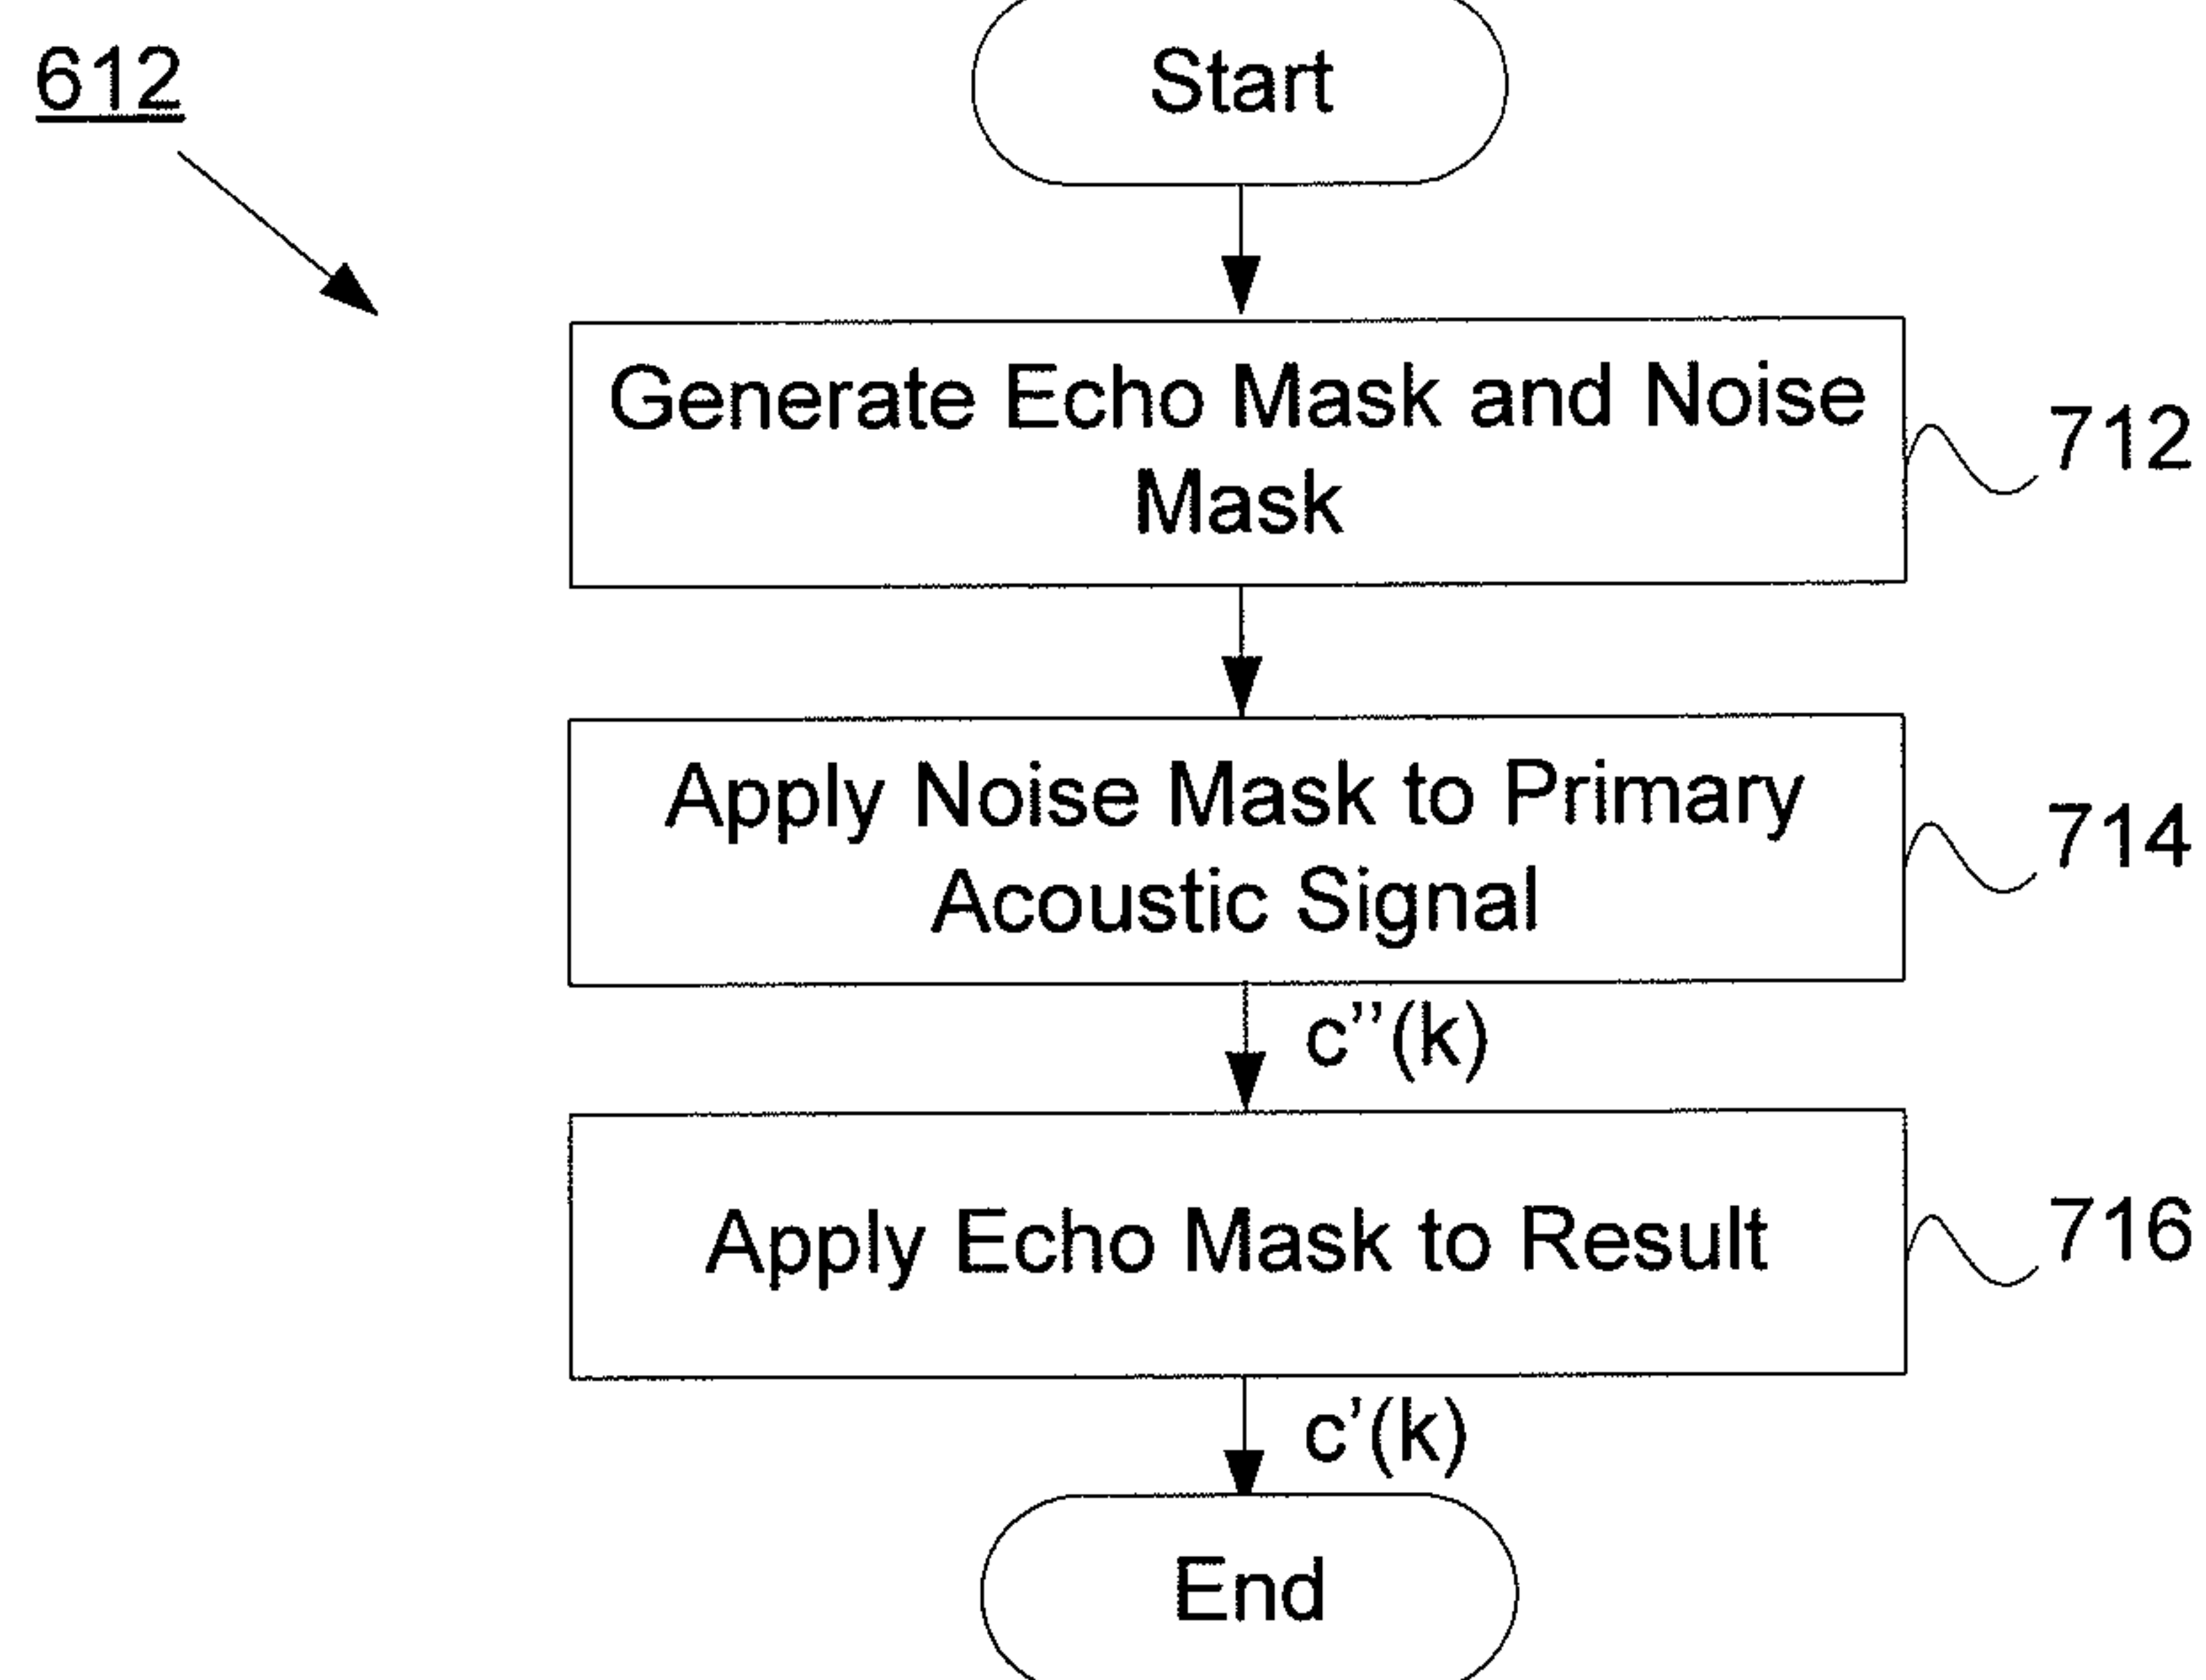 612
Start
Generate Echo Mask and Noise
Mask
712
Apply Noise Mask to Primary
Acoustic Signal
714
c’’(k)
Apply Echo Mask to Result
716
c’(k)
End